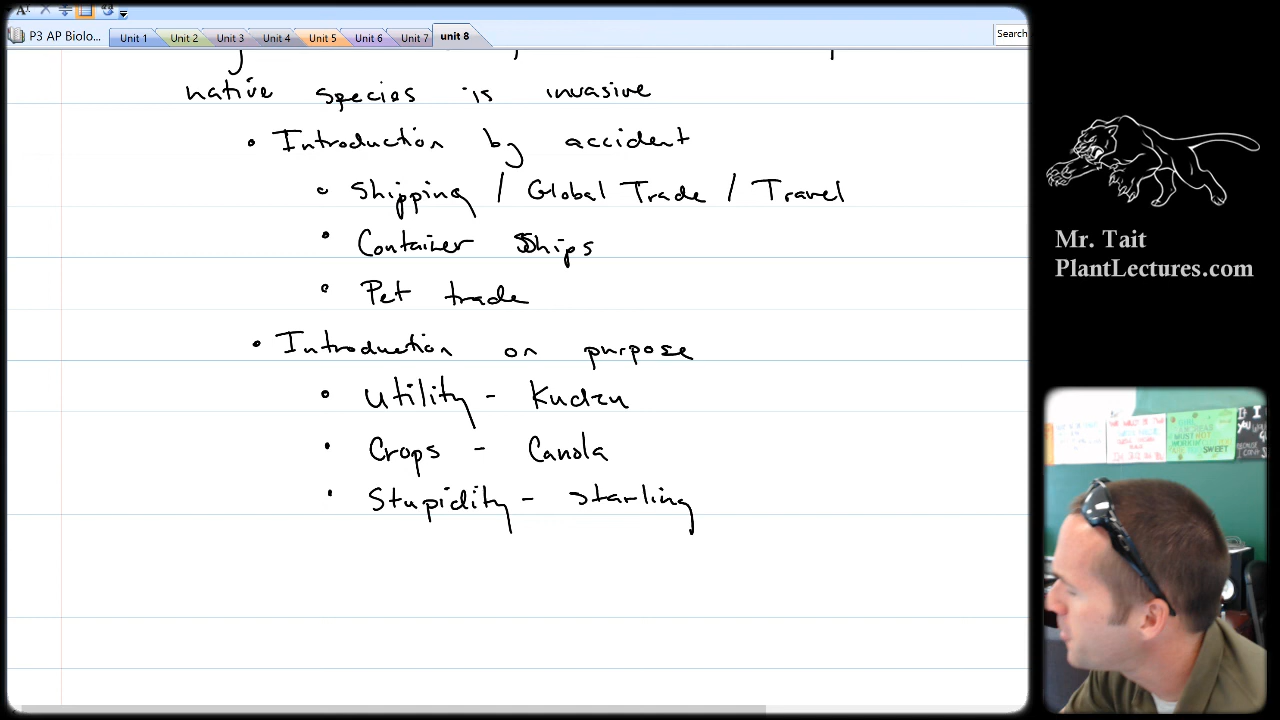 P3 AP Biolo...
Unit 1
Unit 2
Unit 3
Unit 4
Unit 5
Unit 6
Unit 7
unit 8
Search
native species is invasive
• Introduction by accident
• Shipping / Global Trade / Travel
• Container Ships
• Pet trade
• Introduction on purpose
• Utility - Kudzu
• Crops - Canola
• Stupidity - starling
Mr. Tait
PlantLectures.com
MUST
SWEET